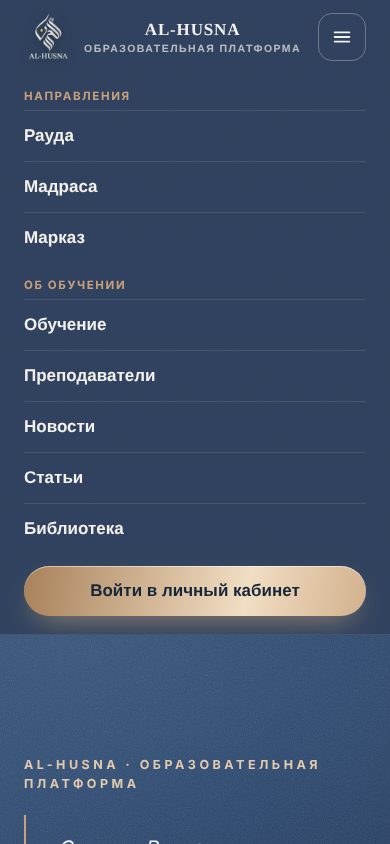 AL-HUSNA
AL-HUSNA
ОБРАЗОВАТЕЛЬНАЯ ПЛАТФОРМА
НАПРАВЛЕНИЯ
Рауда
Мадраса
Марказ
ОБ ОБУЧЕНИИ
Обучение
Преподаватели
Новости
Статьи
Библиотека
Войти в личный кабинет
AL-HUSNA · ОБРАЗОВАТЕЛЬНАЯ
ПЛАТФОРМА